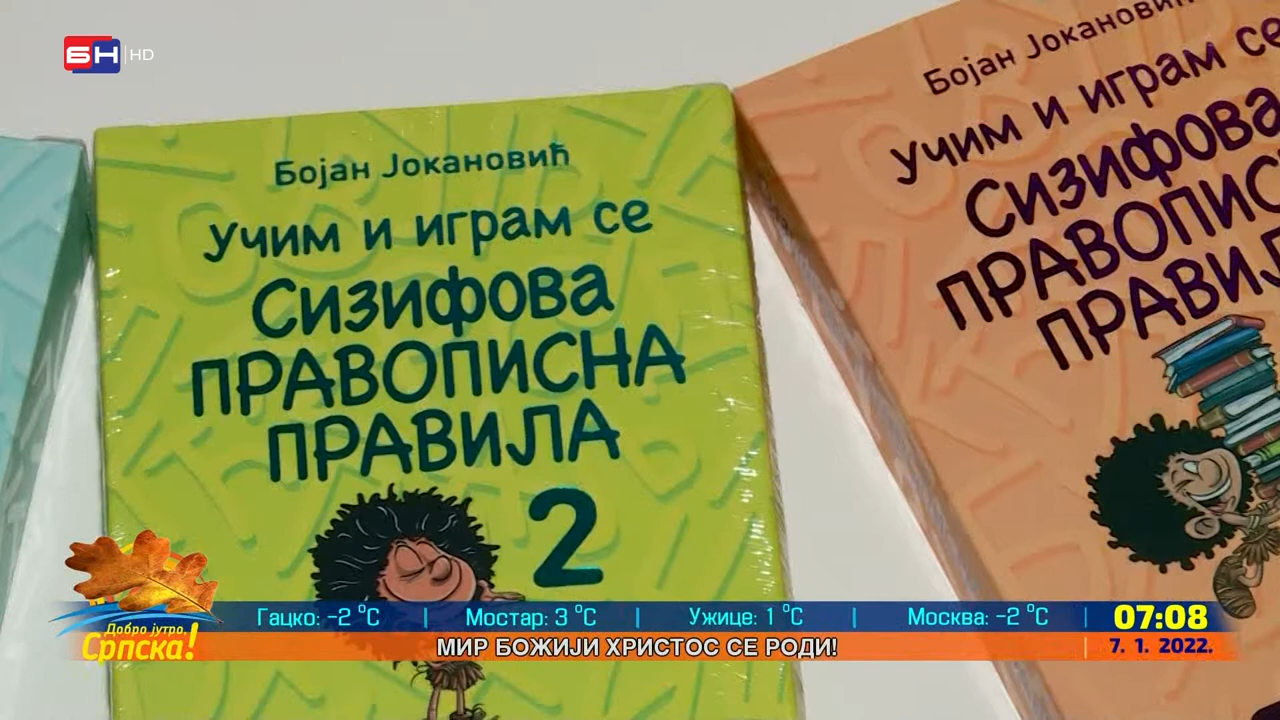 БН HD
Бојан Јокановић
Учим и играм се
Сизифова
ПРАВОПИСНА
ПРАВИЛА
2
Бојан Јоканови
Учим и играм се
Сизифова
ПРАВОПИС
ПРАВИЛ
Добро јутро,
Српска!
Гацко: -2 °C | Мостар: 3 °C | Ужице: 1 °C | Москва: -2 °C | 07:08
МИР БОЖИЈИ ХРИСТОС СЕ РОДИ! | 7. 1. 2022.